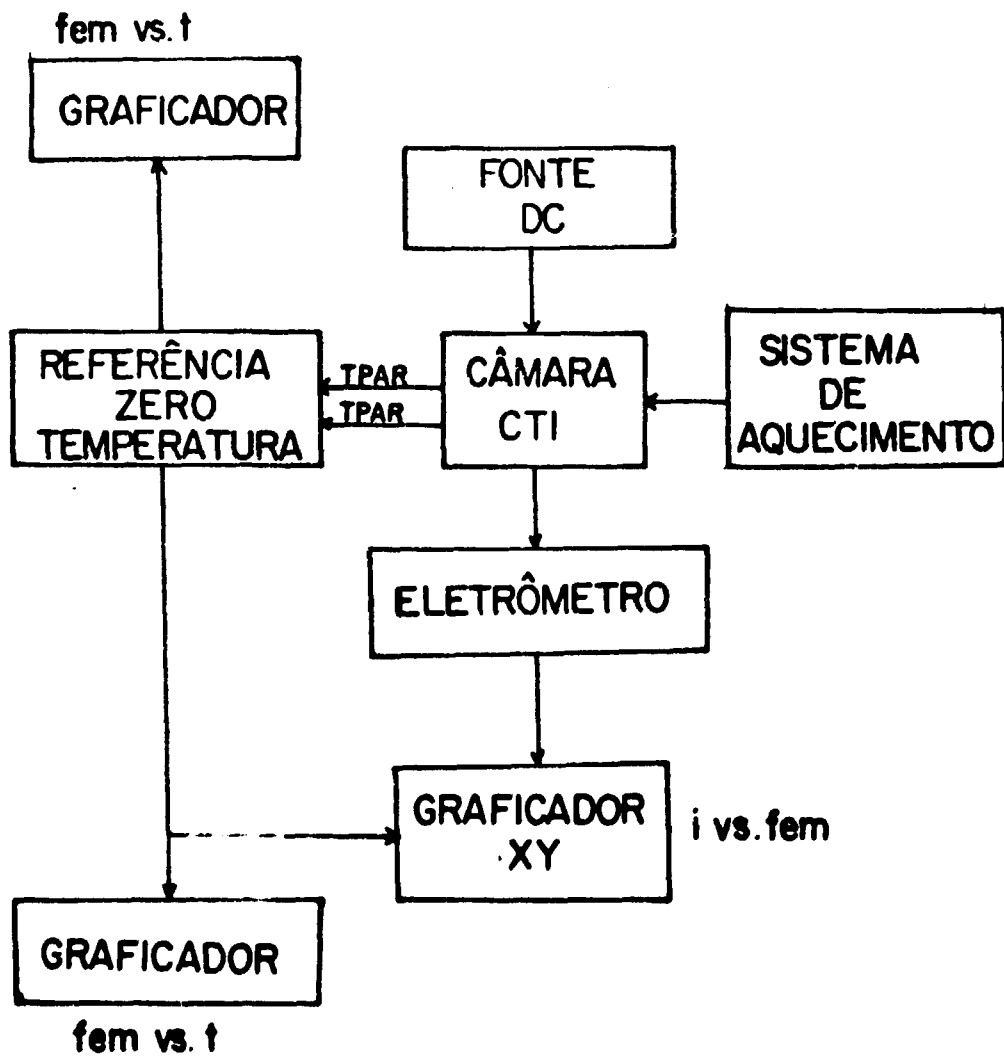 fem vs. t
GRAFICADOR
FONTE
DC
REFERÊNCIA
ZERO
TEMPERATURA
TPAR
TPAR
CÂMARA
CTI
SISTEMA
DE
AQUECIMENTO
ELETRÔMETRO
GRAFICADOR
XY
i vs. fem
GRAFICADOR
fem vs. t